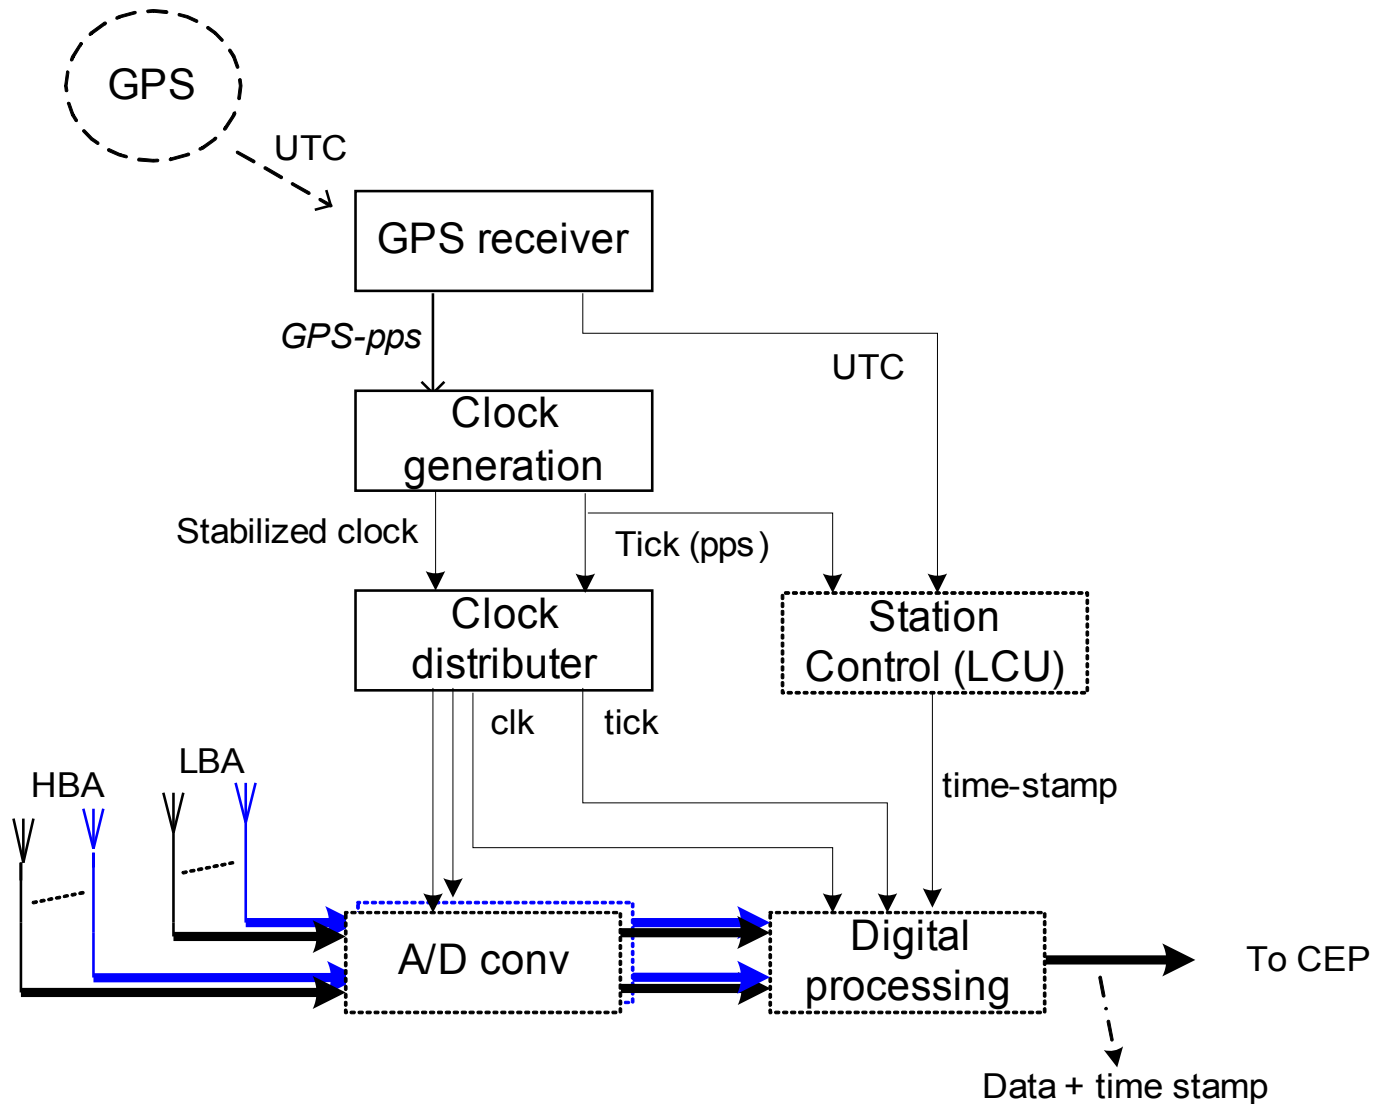 GPS
UTC
GPS receiver
GPS-pps
UTC
Clock
generation
Stabilized clock
Tick (pps)
Clock
distributer
Station
Control (LCU)
clk
tick
LBA
HBA
time-stamp
A/D conv
Digital
processing
To CEP
Data + time stamp